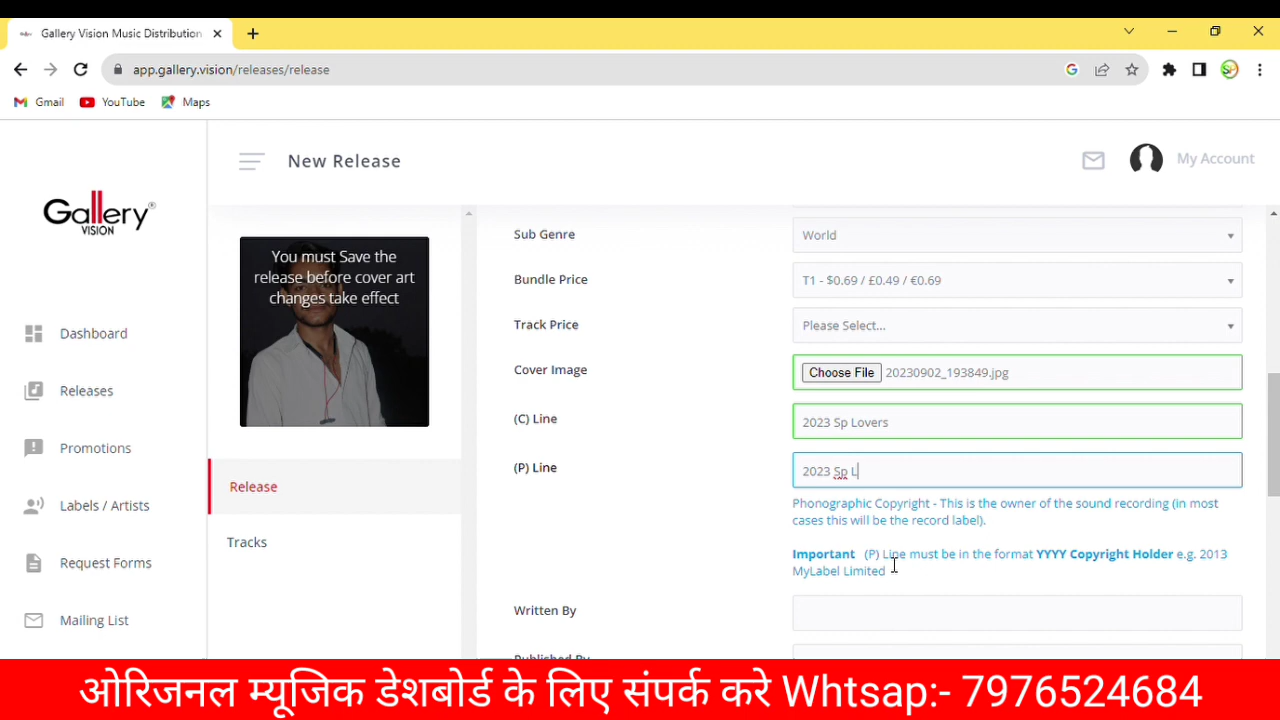 Gallery Vision Music Distribution
app.gallery.vision/releases/release
Gmail
YouTube
Maps
Gallery
VISION
New Release
My Account
You must Save the
release before cover art
changes take effect
Dashboard
Releases
Promotions
Labels / Artists
Request Forms
Mailing List
Release
Tracks
Sub Genre
World
Bundle Price
T1 - $0.69 / £0.49 / €0.69
Track Price
Please Select...
Cover Image
Choose File 20230902_193849.jpg
(C) Line
2023 Sp Lovers
(P) Line
2023 Sp L
Phonographic Copyright - This is the owner of the sound recording (in most
cases this will be the record label).
Important (P) Line must be in the format YYYY Copyright Holder e.g. 2013
MyLabel Limited
Written By
Published By
ओरिजनल म्यूजिक डेशबोर्ड के लिए संपर्क करे Whtsap:- 7976524684